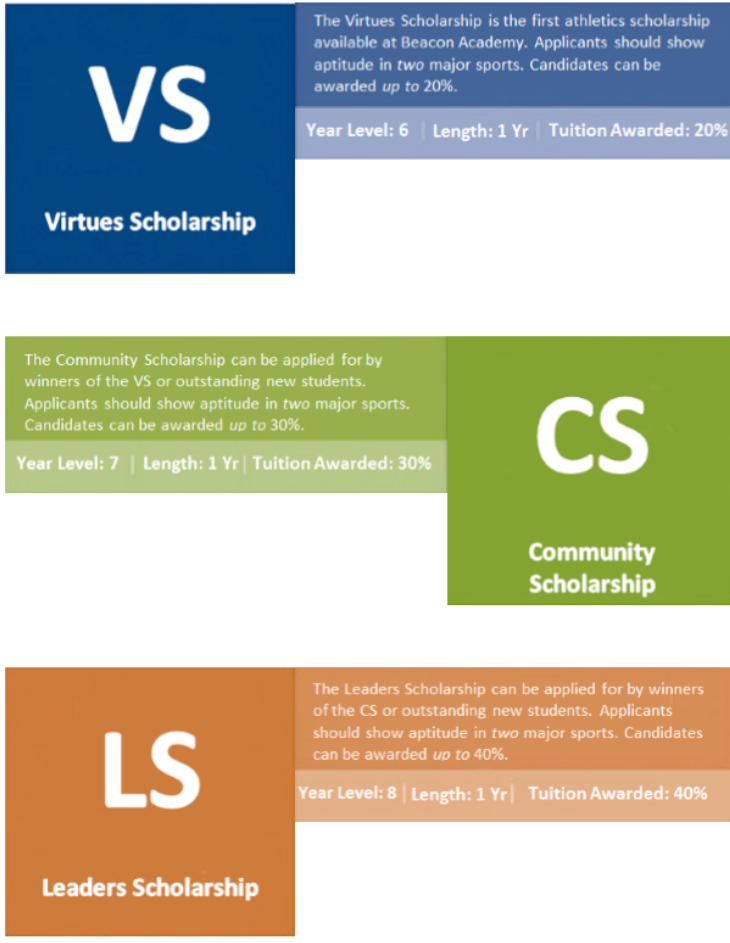 VS
Virtues Scholarship
The Virtues Scholarship is the first athletics scholarship
available at Beacon Academy. Applicants should show
aptitude in two major sports. Candidates can be
awarded up to 20%.
Year Level: 6 | Length: 1 Yr | Tuition Awarded: 20%
The Community Scholarship can be applied for by
winners of the VS or outstanding new students.
Applicants should show aptitude in two major sports.
Candidates can be awarded up to 30%.
Year Level: 7 | Length: 1 Yr | Tuition Awarded: 30%
CS
Community
Scholarship
LS
Leaders Scholarship
The Leaders Scholarship can be applied for by winners
of the CS or outstanding new students. Applicants
should show aptitude in two major sports. Candidates
can be awarded up to 40%.
Year Level: 8 | Length: 1 Yr | Tuition Awarded: 40%